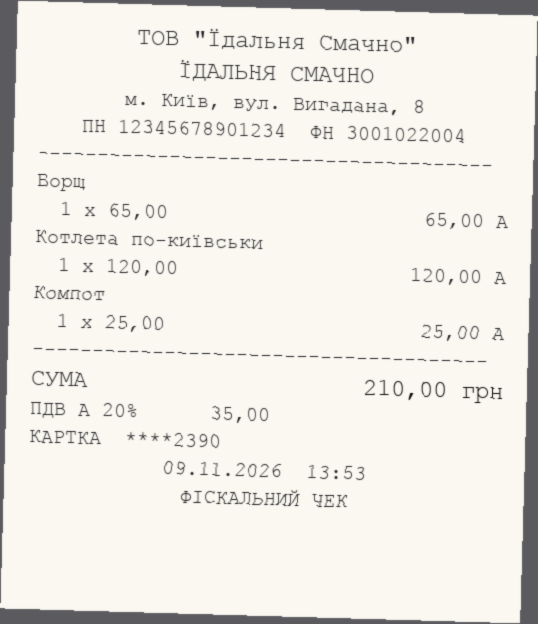 ТОВ "Їдальня Смачно"
ЇДАЛЬНЯ СМАЧНО
м. Київ, вул. Вигадана, 8
ПН 12345678901234 ФН 3001022004
--------------------------------------
Борщ
1 x 65,00 65,00 А
Котлета по-київськи
1 x 120,00 120,00 А
Компот
1 x 25,00 25,00 А
--------------------------------------
СУМА 210,00 грн
ПДВ А 20% 35,00
КАРТКА ****2390
09.11.2026 13:53
ФІСКАЛЬНИЙ ЧЕК